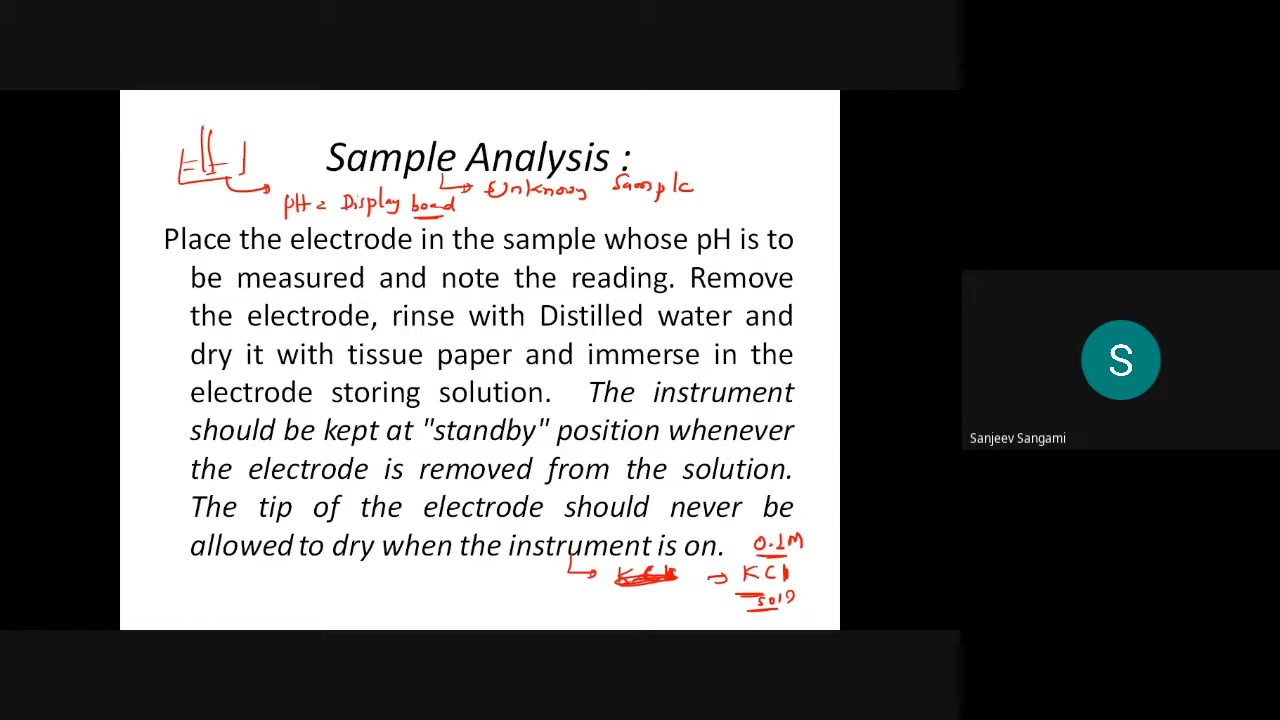 Sample Analysis :
Unknown Sample
pH = Display board
Place the electrode in the sample whose pH is to
be measured and note the reading. Remove
the electrode, rinse with Distilled water and
dry it with tissue paper and immerse in the
electrode storing solution. The instrument
should be kept at "standby" position whenever
the electrode is removed from the solution.
The tip of the electrode should never be
allowed to dry when the instrument is on.
0.1M
KCl
soln
Sanjeev Sangami
S